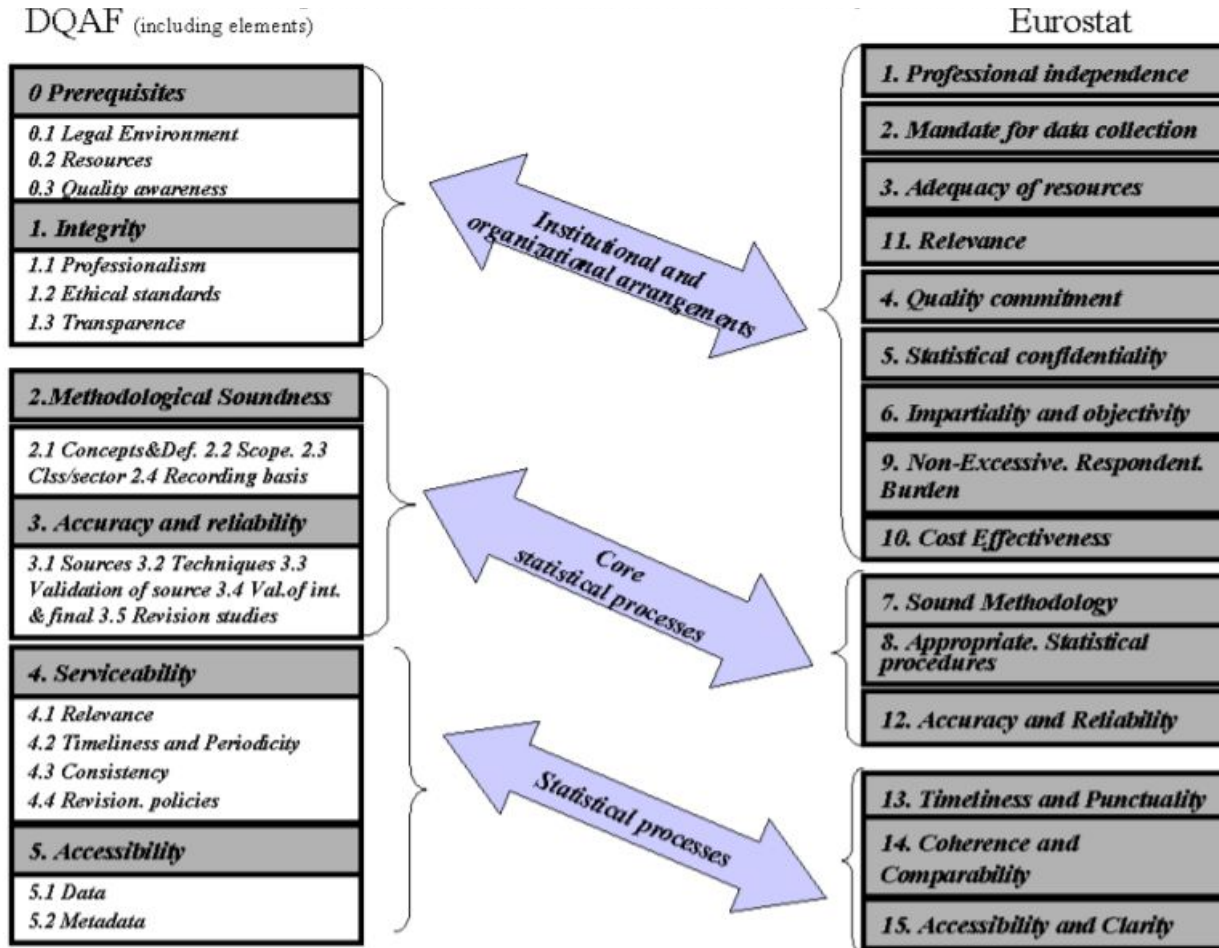 DQAF (including elements)
0 Prerequisites
0.1 Legal Environment
0.2 Resources
0.3 Quality awareness
1. Integrity
1.1 Professionalism
1.2 Ethical standards
1.3 Transparence
2.Methodological Soundness
2.1 Concepts&Def. 2.2 Scope. 2.3
Clss/sector 2.4 Recording basis
3. Accuracy and reliability
3.1 Sources 3.2 Techniques 3.3
Validation of source 3.4 Val.of int.
& final 3.5 Revision studies
4. Serviceability
4.1 Relevance
4.2 Timeliness and Periodicity
4.3 Consistency
4.4 Revision. policies
5. Accessibility
5.1 Data
5.2 Metadata
Institutional and
organizational arrangements
Core
statistical processes
Statistical processes
Eurostat
1. Professional independence
2. Mandate for data collection
3. Adequacy of resources
11. Relevance
4. Quality commitment
5. Statistical confidentiality
6. Impartiality and objectivity
9. Non-Excessive. Respondent.
Burden
10. Cost Effectiveness
7. Sound Methodology
8. Appropriate. Statistical
procedures
12. Accuracy and Reliability
13. Timeliness and Punctuality
14. Coherence and
Comparability
15. Accessibility and Clarity